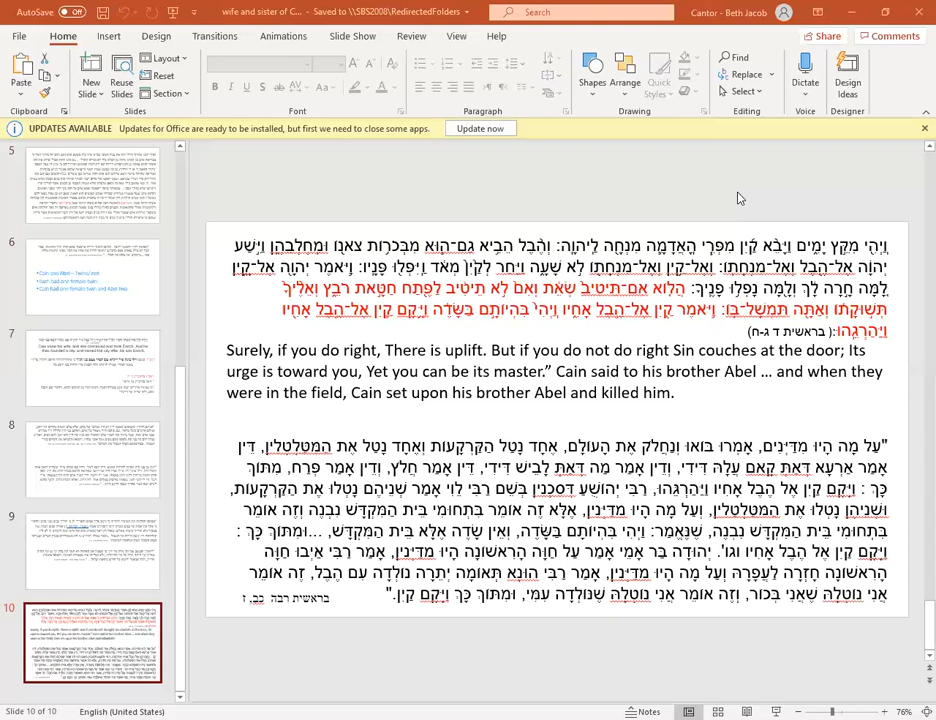 AutoSave Off wife and sister of C... - Saved to \\SBS2008\RedirectedFolders Search Cantor - Beth Jacob
File Home Insert Design Transitions Animations Slide Show Review View Help Share Comments
Paste New Slide Reuse Slides Layout Reset Section Shapes Arrange Quick Styles Find Replace Select Dictate Design Ideas
Clipboard Slides Font Paragraph Drawing Editing Voice Designer
UPDATES AVAILABLE Updates for Office are ready to be installed, but first we need to close some apps. Update now
5
6
7
8
9
10
וַיְהִ֖י מִקֵּ֣ץ יָמִ֑ים וַיָּבֵ֨א קַ֜יִן מִפְּרִ֧י הָֽאֲדָמָ֛ה מִנְחָ֖ה לַֽיהוָֽה׃ וְהֶ֨בֶל הֵבִ֥יא גַם־ה֛וּא מִבְּכֹר֥וֹת צֹאנ֖וֹ וּמֵֽחֶלְבֵהֶ֑ן וַיִּ֣שַׁע
יְהוָ֔ה אֶל־הֶ֖בֶל וְאֶל־מִנְחָתֽוֹ׃ וְאֶל־קַ֥יִן וְאֶל־מִנְחָת֖וֹ לֹ֣א שָׁעָ֑ה וַיִּ֤חַר לְקַ֙יִן֙ מְאֹ֔ד וַֽיִּפְּל֖וּ פָּנָֽיו׃ וַיֹּ֥אמֶר יְהוָ֖ה אֶל־קָ֑יִן
לָ֚מָּה חָ֣רָה לָ֔ךְ וְלָ֖מָּה נָפְל֥וּ פָנֶֽיךָ׃ הֲל֤וֹא אִם־תֵּיטִיב֙ שְׂאֵ֔ת וְאִם֙ לֹ֣א תֵיטִ֔יב לַפֶּ֖תַח חַטָּ֣את רֹבֵ֑ץ וְאֵלֶ֙יךָ֙
תְּשׁ֣וּקָת֔וֹ וְאַתָּ֖ה תִּמְשָׁל־בּֽוֹ׃ וַיֹּ֥אמֶר קַ֖יִן אֶל־הֶ֣בֶל אָחִ֑יו וַֽיְהִי֙ בִּהְיוֹתָ֣ם בַּשָּׂדֶ֔ה וַיָּ֥קָם קַ֛יִן אֶל־הֶ֥בֶל אָחִ֖יו
וַיַּהַרְגֵֽהוּ׃ (בראשית ד ג-ח)
Surely, if you do right, There is uplift. But if you do not do right Sin couches at the door; Its
urge is toward you, Yet you can be its master.” Cain said to his brother Abel ... and when they
were in the field, Cain set upon his brother Abel and killed him.
"עַל מָה הָיוּ מִדַּיְּנִים, אָמְרוּ בּוֹאוּ וְנַחֲלֹק אֶת הָעוֹלָם, אֶחָד נָטַל הַקַּרְקָעוֹת וְאֶחָד נָטַל אֶת הַמִּטַּלְטְלִין, דֵּין
אָמַר אַרְעָא דְּאַתְּ קָאֵם עֲלָהּ דִּידִי, וְדֵין אָמַר מַה דְּאַתְּ לָבֵישׁ דִּידִי, דֵּין אָמַר חֲלֹץ, וְדֵין אָמַר פְּרַח, מִתּוֹךְ
כָּךְ: וַיָּקָם קַיִן אֶל הֶבֶל אָחִיו וַיַּהַרְגֵהוּ, רַבִּי יְהוֹשֻׁעַ דְּסִכְנִין בְּשֵׁם רַבִּי לֵוִי אָמַר שְׁנֵיהֶם נָטְלוּ אֶת הַקַּרְקָעוֹת,
וּשְׁנֵיהֶן נָטְלוּ אֶת הַמִּטַּלְטְלִין, וְעַל מָה הָיוּ מִדַּיְּנִין, אֶלָּא זֶה אוֹמֵר בִּתְחוּמִי בֵּית הַמִּקְדָּשׁ נִבְנֶה וְזֶה אוֹמֵר
בִּתְחוּמִי בֵּית הַמִּקְדָּשׁ נִבְנֶה, שֶׁנֶּאֱמַר: וַיְהִי בִּהְיוֹתָם בַּשָּׂדֶה, וְאֵין שָׂדֶה אֶלָּא בֵּית הַמִּקְדָּשׁ, ...וּמִתּוֹךְ כָּךְ:
וַיָּקָם קַיִן אֶל הֶבֶל אָחִיו וגו'. יְהוּדָה בַּר אָמֵי אָמַר עַל חַוָּה הָרִאשׁוֹנָה הָיוּ מִדַּיְּנִין, אָמַר רַבִּי אַיְבוּ חַוָּה
הָרִאשׁוֹנָה חָזְרָה לַעֲפָרָהּ וְעַל מָה הָיוּ מִדַּיְּנִין, אָמַר רַבִּי הוּנָא תְּאוֹמָה יְתֵרָה נוֹלְדָה עִם הֶבֶל, זֶה אוֹמֵר
אֲנִי נוֹטְלָהּ שֶׁאֲנִי בְּכוֹר, וְזֶה אוֹמֵר אֲנִי נוֹטְלָהּ שֶׁנּוֹלְדָה עִמִּי, וּמִתּוֹךְ כָּךְ וַיָּקָם קַיִן." בראשית רבה כב, ז
Slide 10 of 10 English (United States) Notes 76%